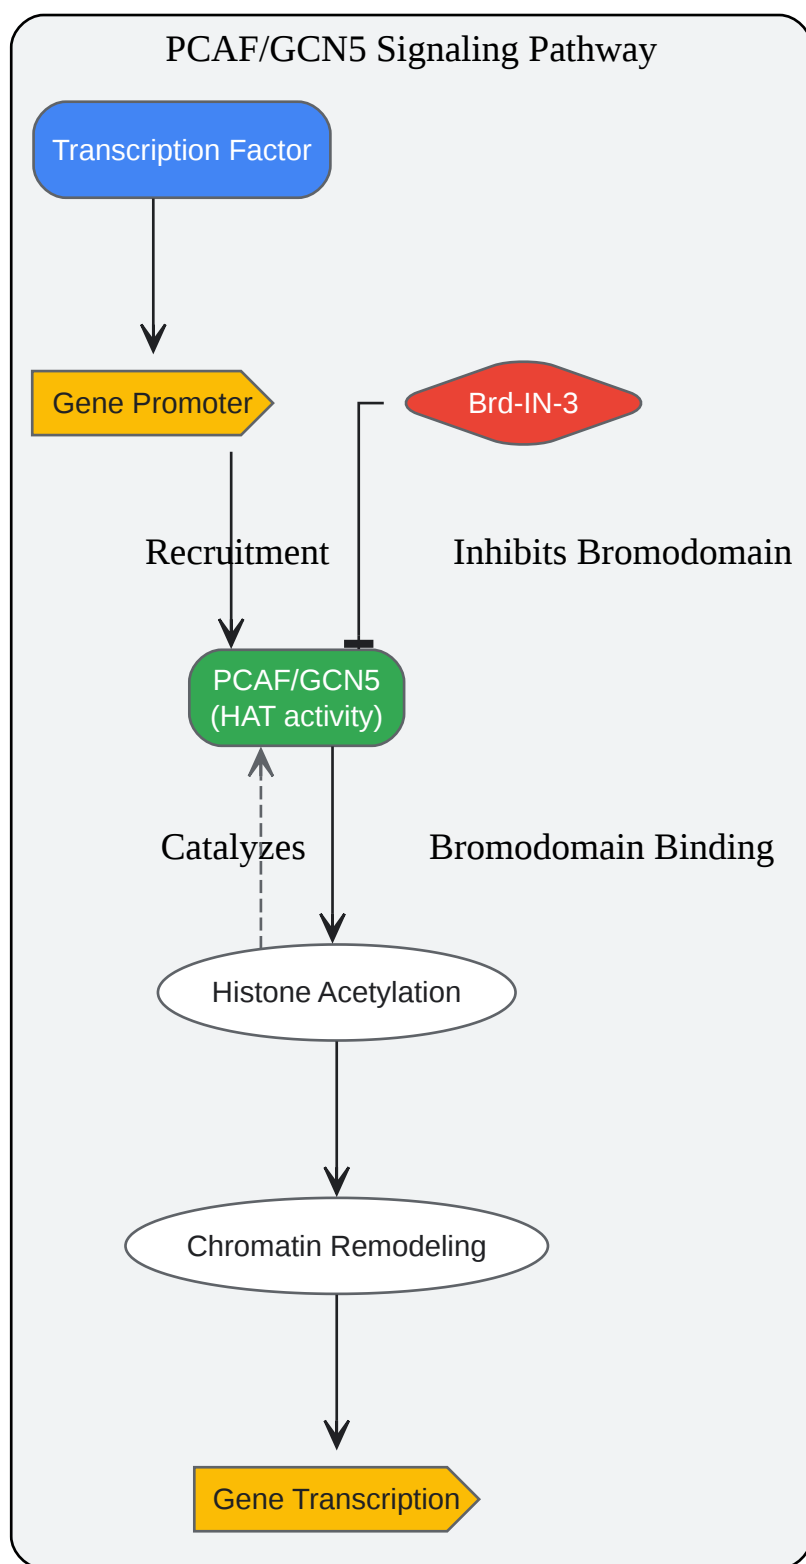 PCAF/GCN5 Signaling Pathway
Transcription Factor
Gene Promoter
Brd-IN-3
Recruitment
Inhibits Bromodomain
PCAF/GCN5
(HAT activity)
Catalyzes
Bromodomain Binding
Histone Acetylation
Chromatin Remodeling
Gene Transcription